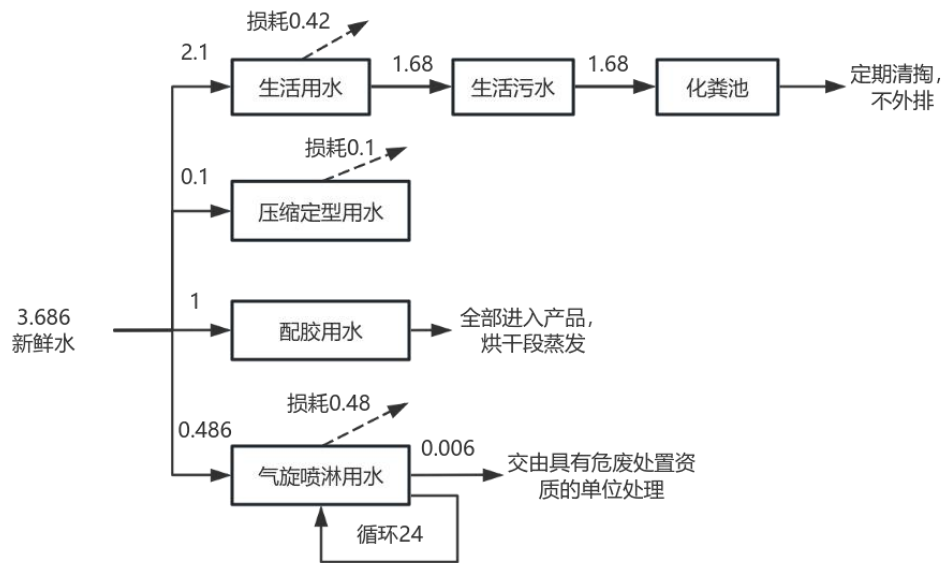 损耗0.42
2.1
生活用水
1.68
生活污水
1.68
化粪池
定期清掏，
不外排
损耗0.1
0.1
压缩定型用水
3.686
新鲜水
1
配胶用水
全部进入产品，
烘干段蒸发
损耗0.48
0.486
气旋喷淋用水
0.006
交由具有危废处置资
质的单位处理
循环24